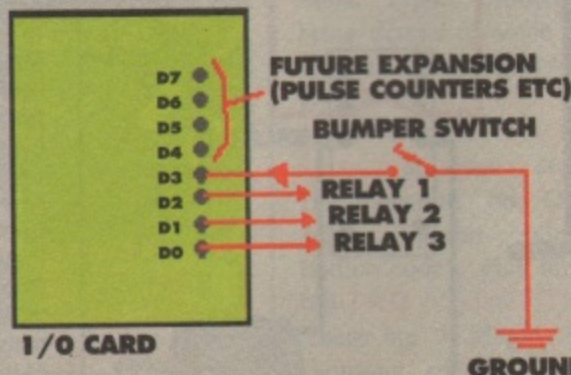 D7
D6
D5
D4
D3
D2
D1
D0
FUTURE EXPANSION
(PULSE COUNTERS ETC)
BUMPER SWITCH
RELAY 1
RELAY 2
RELAY 3
I/O CARD
GROUN